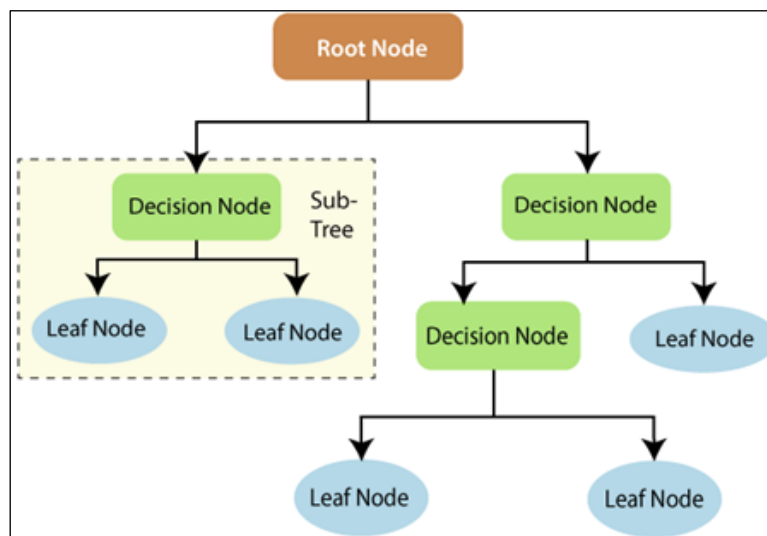 Root Node
Decision Node
Sub-
Tree
Decision Node
Leaf Node
Leaf Node
Decision Node
Leaf Node
Leaf Node
Leaf Node